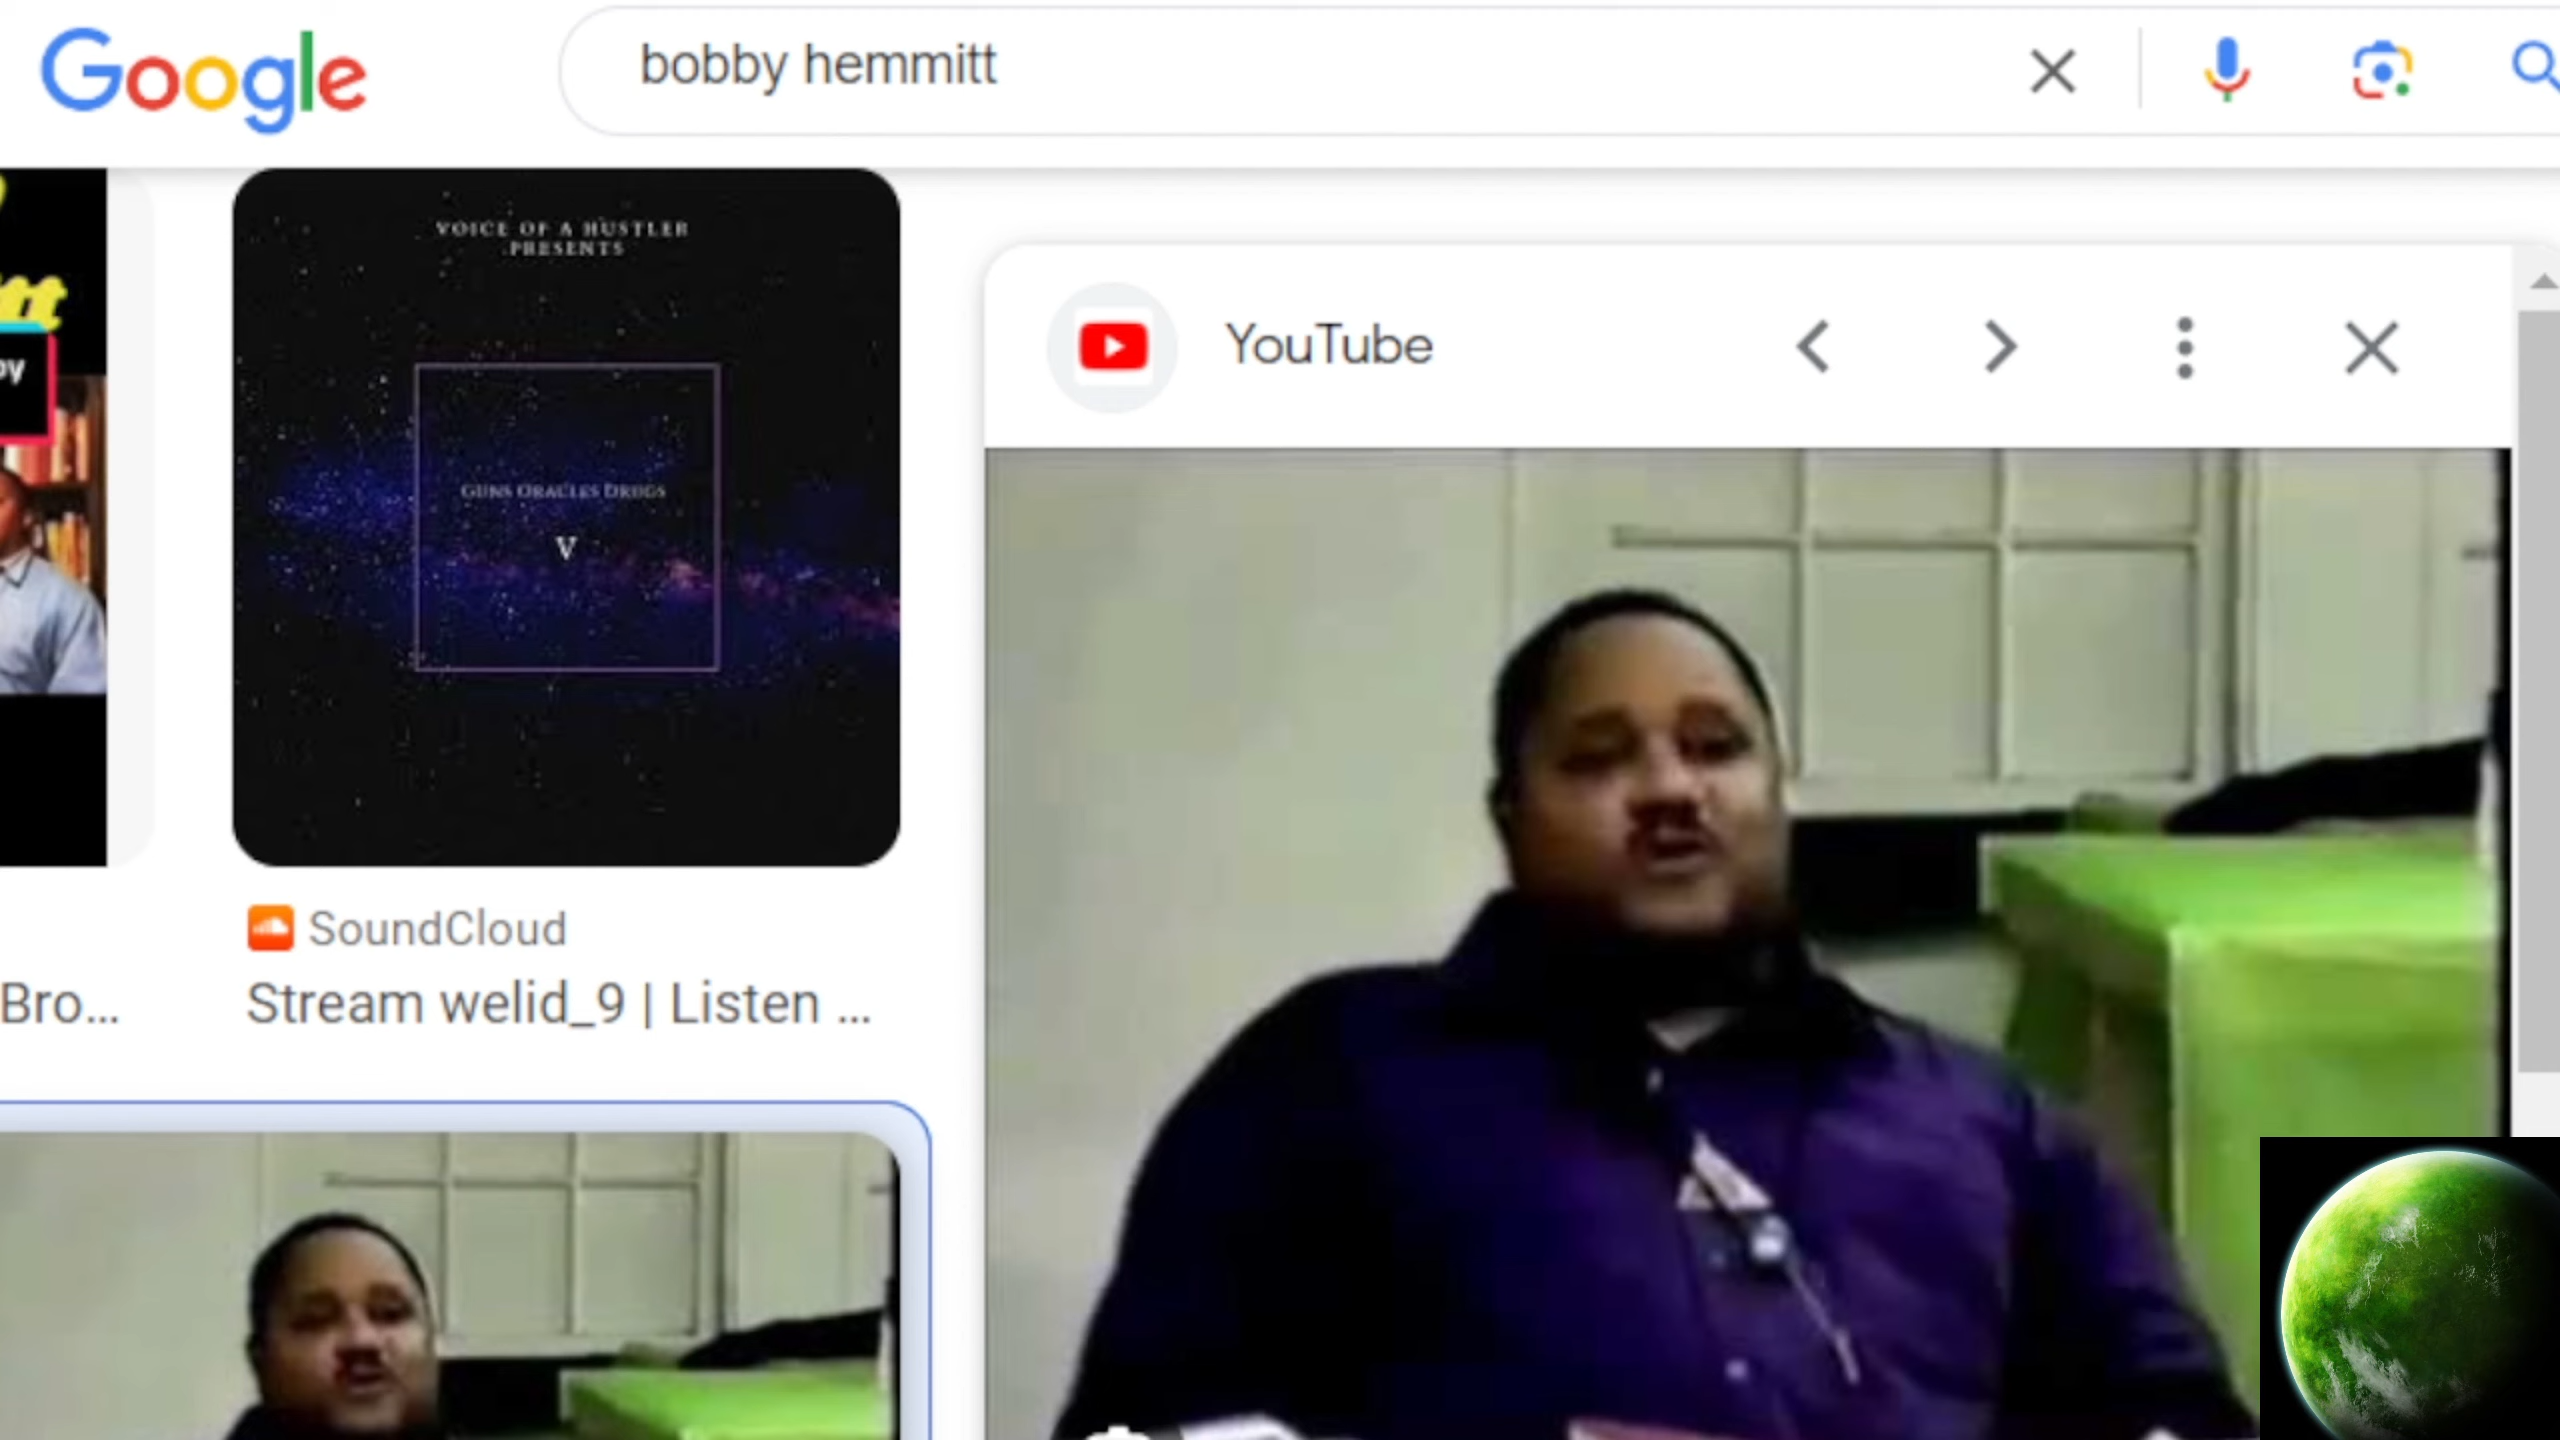 Google
bobby hemmitt
VOICE OF A HUSTLER
PRESENTS
GUNS ORACLES DRUGS
V
YouTube
SoundCloud
Bro...
Stream welid_9 | Listen ...